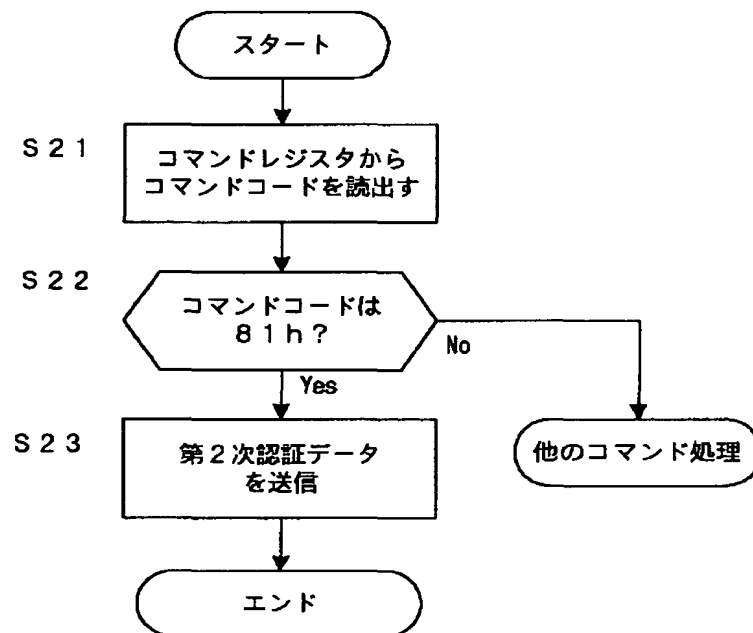 スタート
S21
コマンドレジスタから
コマンドコードを読出す
S22
コマンドコードは
81h?
No
Yes
S23
第2次認証データ
を送信
他のコマンド処理
エンド